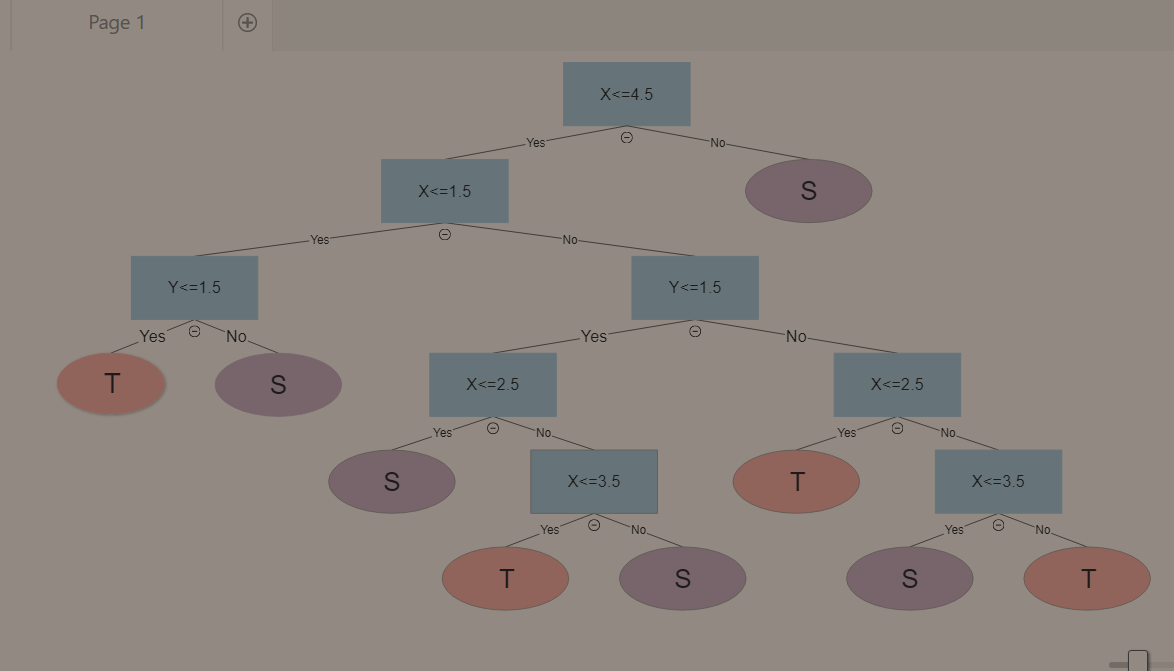 Page 1
X<=4.5
Yes No
X<=1.5 S
Yes No
Y<=1.5 Y<=1.5
Yes No Yes No
T S X<=2.5 X<=2.5
Yes No Yes No
S X<=3.5 T X<=3.5
Yes No Yes No
T S S T